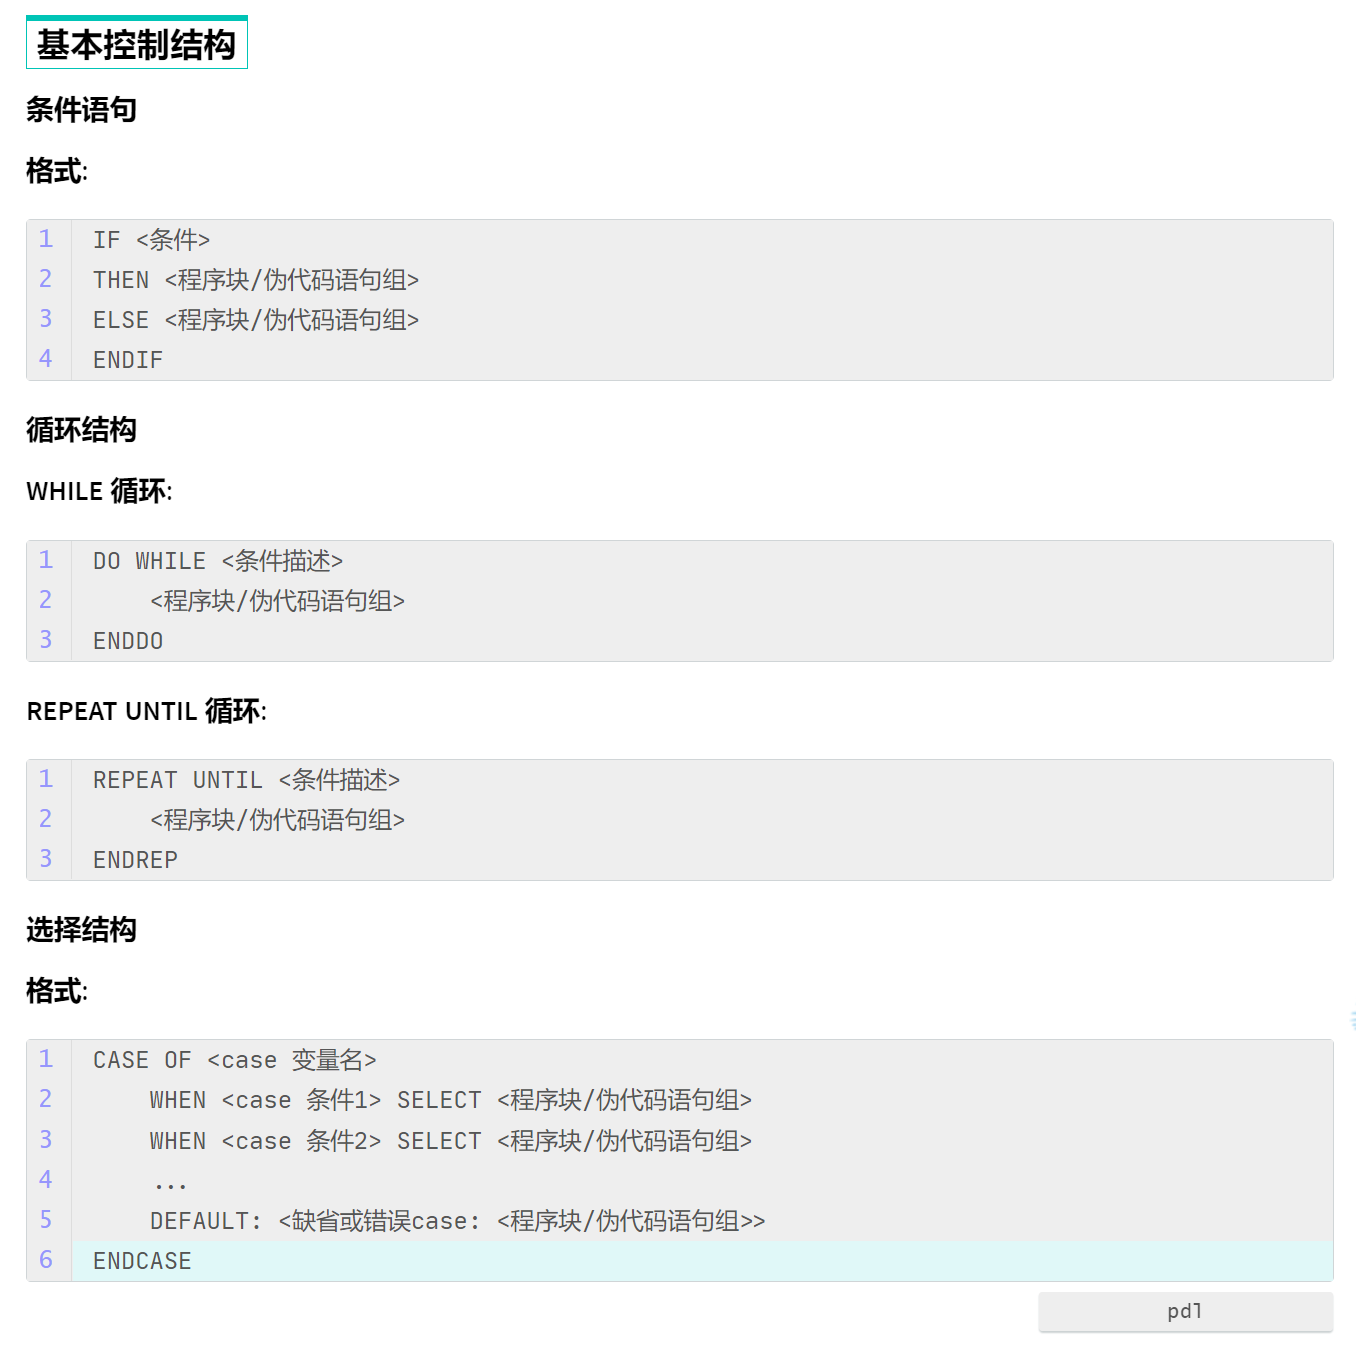 基本控制结构
条件语句
格式:
1 IF <条件>
2 THEN <程序块/伪代码语句组>
3 ELSE <程序块/伪代码语句组>
4 ENDIF
循环结构
WHILE 循环:
1 DO WHILE <条件描述>
2     <程序块/伪代码语句组>
3 ENDDO
REPEAT UNTIL 循环:
1 REPEAT UNTIL <条件描述>
2     <程序块/伪代码语句组>
3 ENDREP
选择结构
格式:
1 CASE OF <case 变量名>
2     WHEN <case 条件1> SELECT <程序块/伪代码语句组>
3     WHEN <case 条件2> SELECT <程序块/伪代码语句组>
4     ...
5     DEFAULT: <缺省或错误case: <程序块/伪代码语句组>>
6 ENDCASE
pdl